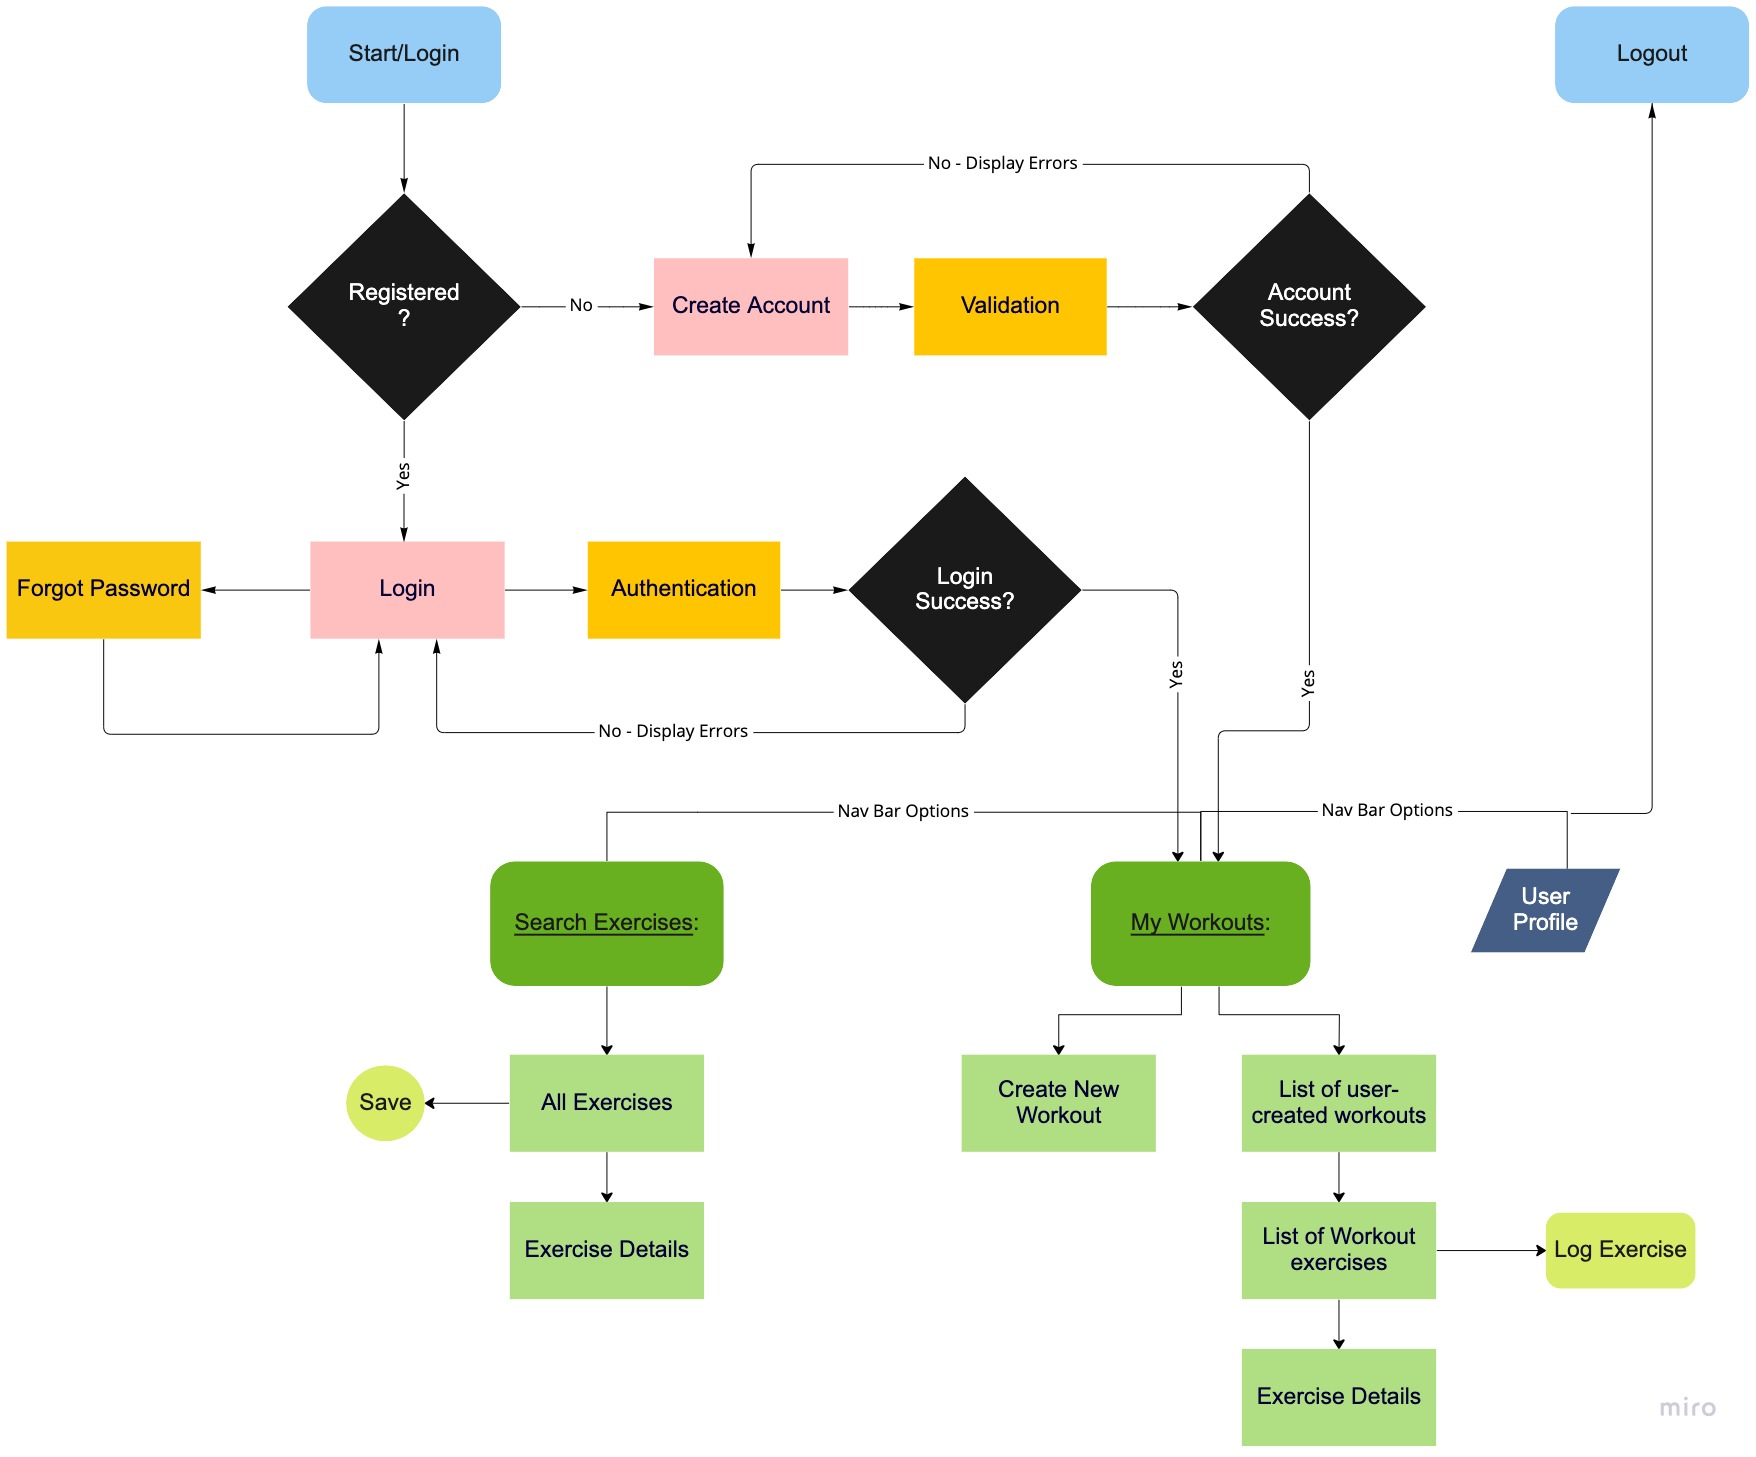 Start/Login
Logout
No - Display Errors
Registered
?
No
Create Account
Validation
Account
Success?
Yes
Forgot Password
Login
Authentication
Login
Success?
Yes
Yes
No - Display Errors
Nav Bar Options
Nav Bar Options
Search Exercises:
My Workouts:
User
Profile
Save
All Exercises
Create New
Workout
List of user-
created workouts
Exercise Details
List of Workout
exercises
Log Exercise
Exercise Details
miro